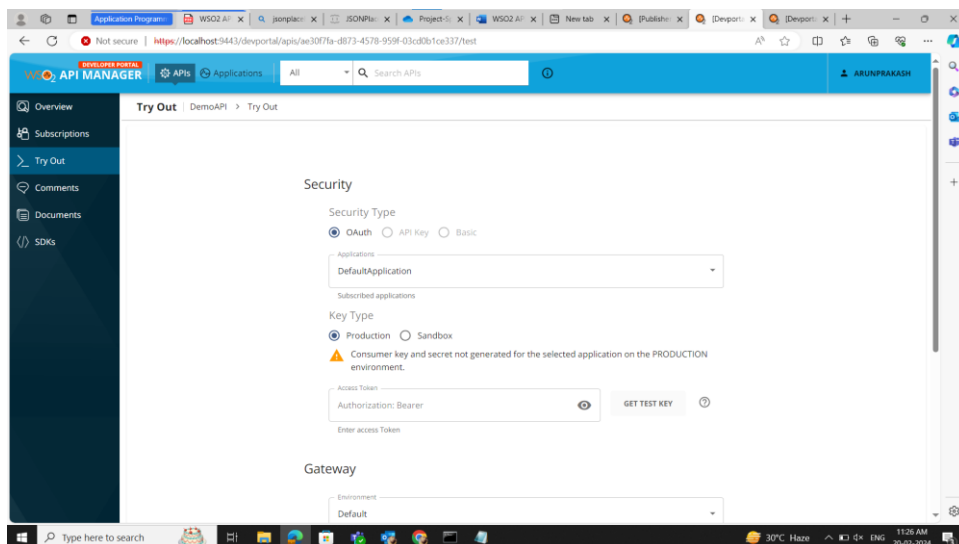 Application Programm
WSO2 AP
jsonplace
JSONPlac
Project-S
WSO2 AP
New tab
[Publishe
[Devporta
[Devporta
Not secure
https://localhost:9443/devportal/apis/ae30f7fa-d873-4578-959f-03cd0b1ce337/test
DEVELOPER PORTAL
WSO2 API MANAGER
APIs
Applications
All
Search APIs
ARUNPRAKASH
Overview
Try Out
DemoAPI > Try Out
Subscriptions
Try Out
Comments
Documents
SDKs
Security
Security Type
OAuth
API Key
Basic
Applications
DefaultApplication
Subscribed applications
Key Type
Production
Sandbox
Consumer key and secret not generated for the selected application on the PRODUCTION
environment.
Access Token
Authorization: Bearer
GET TEST KEY
Enter access Token
Gateway
Environment
Default
Type here to search
30°C Haze
ENG
11:26 AM
20-02-2024